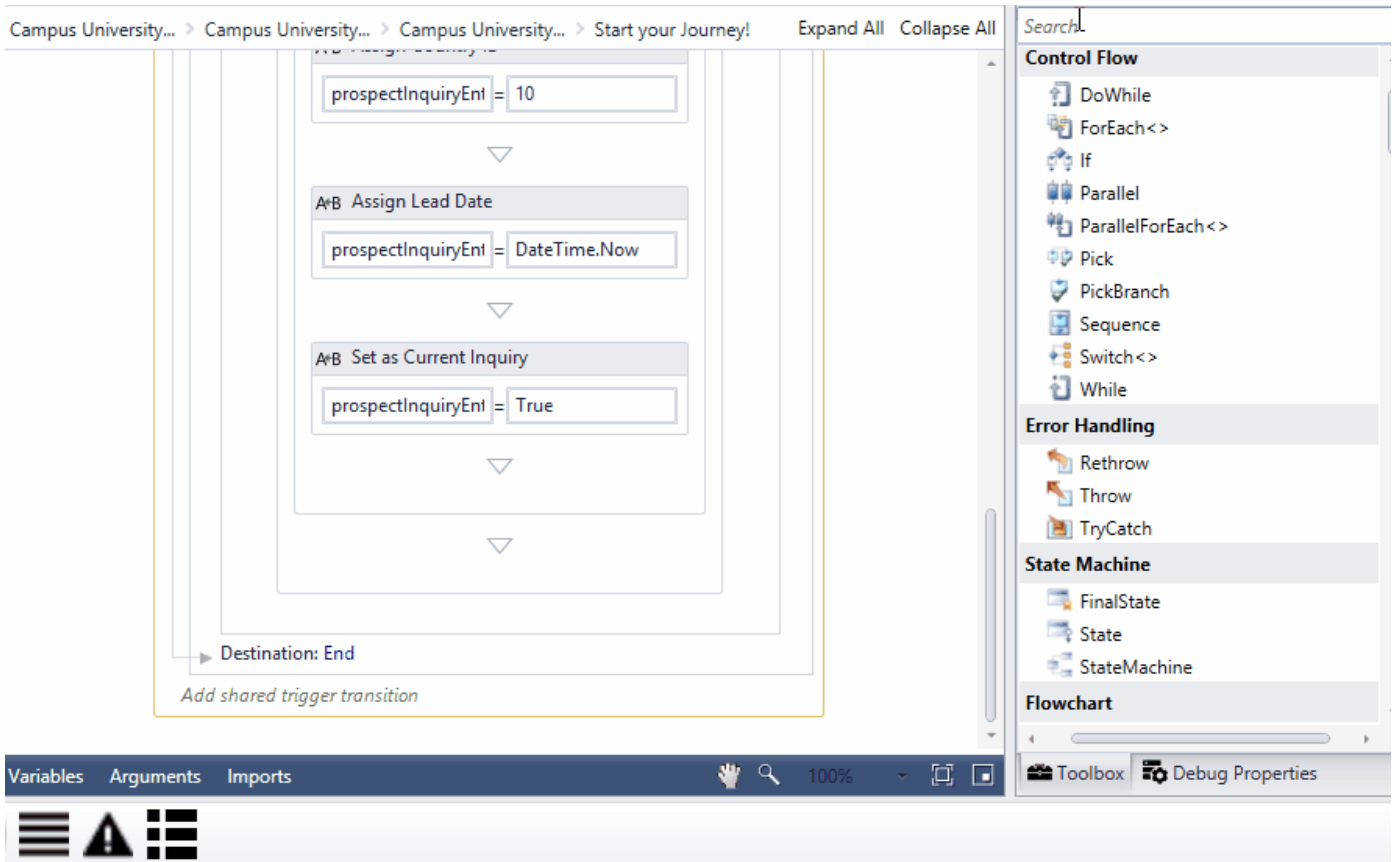 Campus University... > Campus University... > Campus University... > Start your Journey! Expand All Collapse All
prospectInquiryEnt = 10
A+B Assign Lead Date
prospectInquiryEnt = DateTime.Now
A+B Set as Current Inquiry
prospectInquiryEnt = True
Destination: End
Add shared trigger transition
Variables Arguments Imports 100%
Search
Control Flow
DoWhile
ForEach<>
If
Parallel
ParallelForEach<>
Pick
PickBranch
Sequence
Switch<>
While
Error Handling
Rethrow
Throw
TryCatch
State Machine
FinalState
State
StateMachine
Flowchart
Toolbox Debug Properties